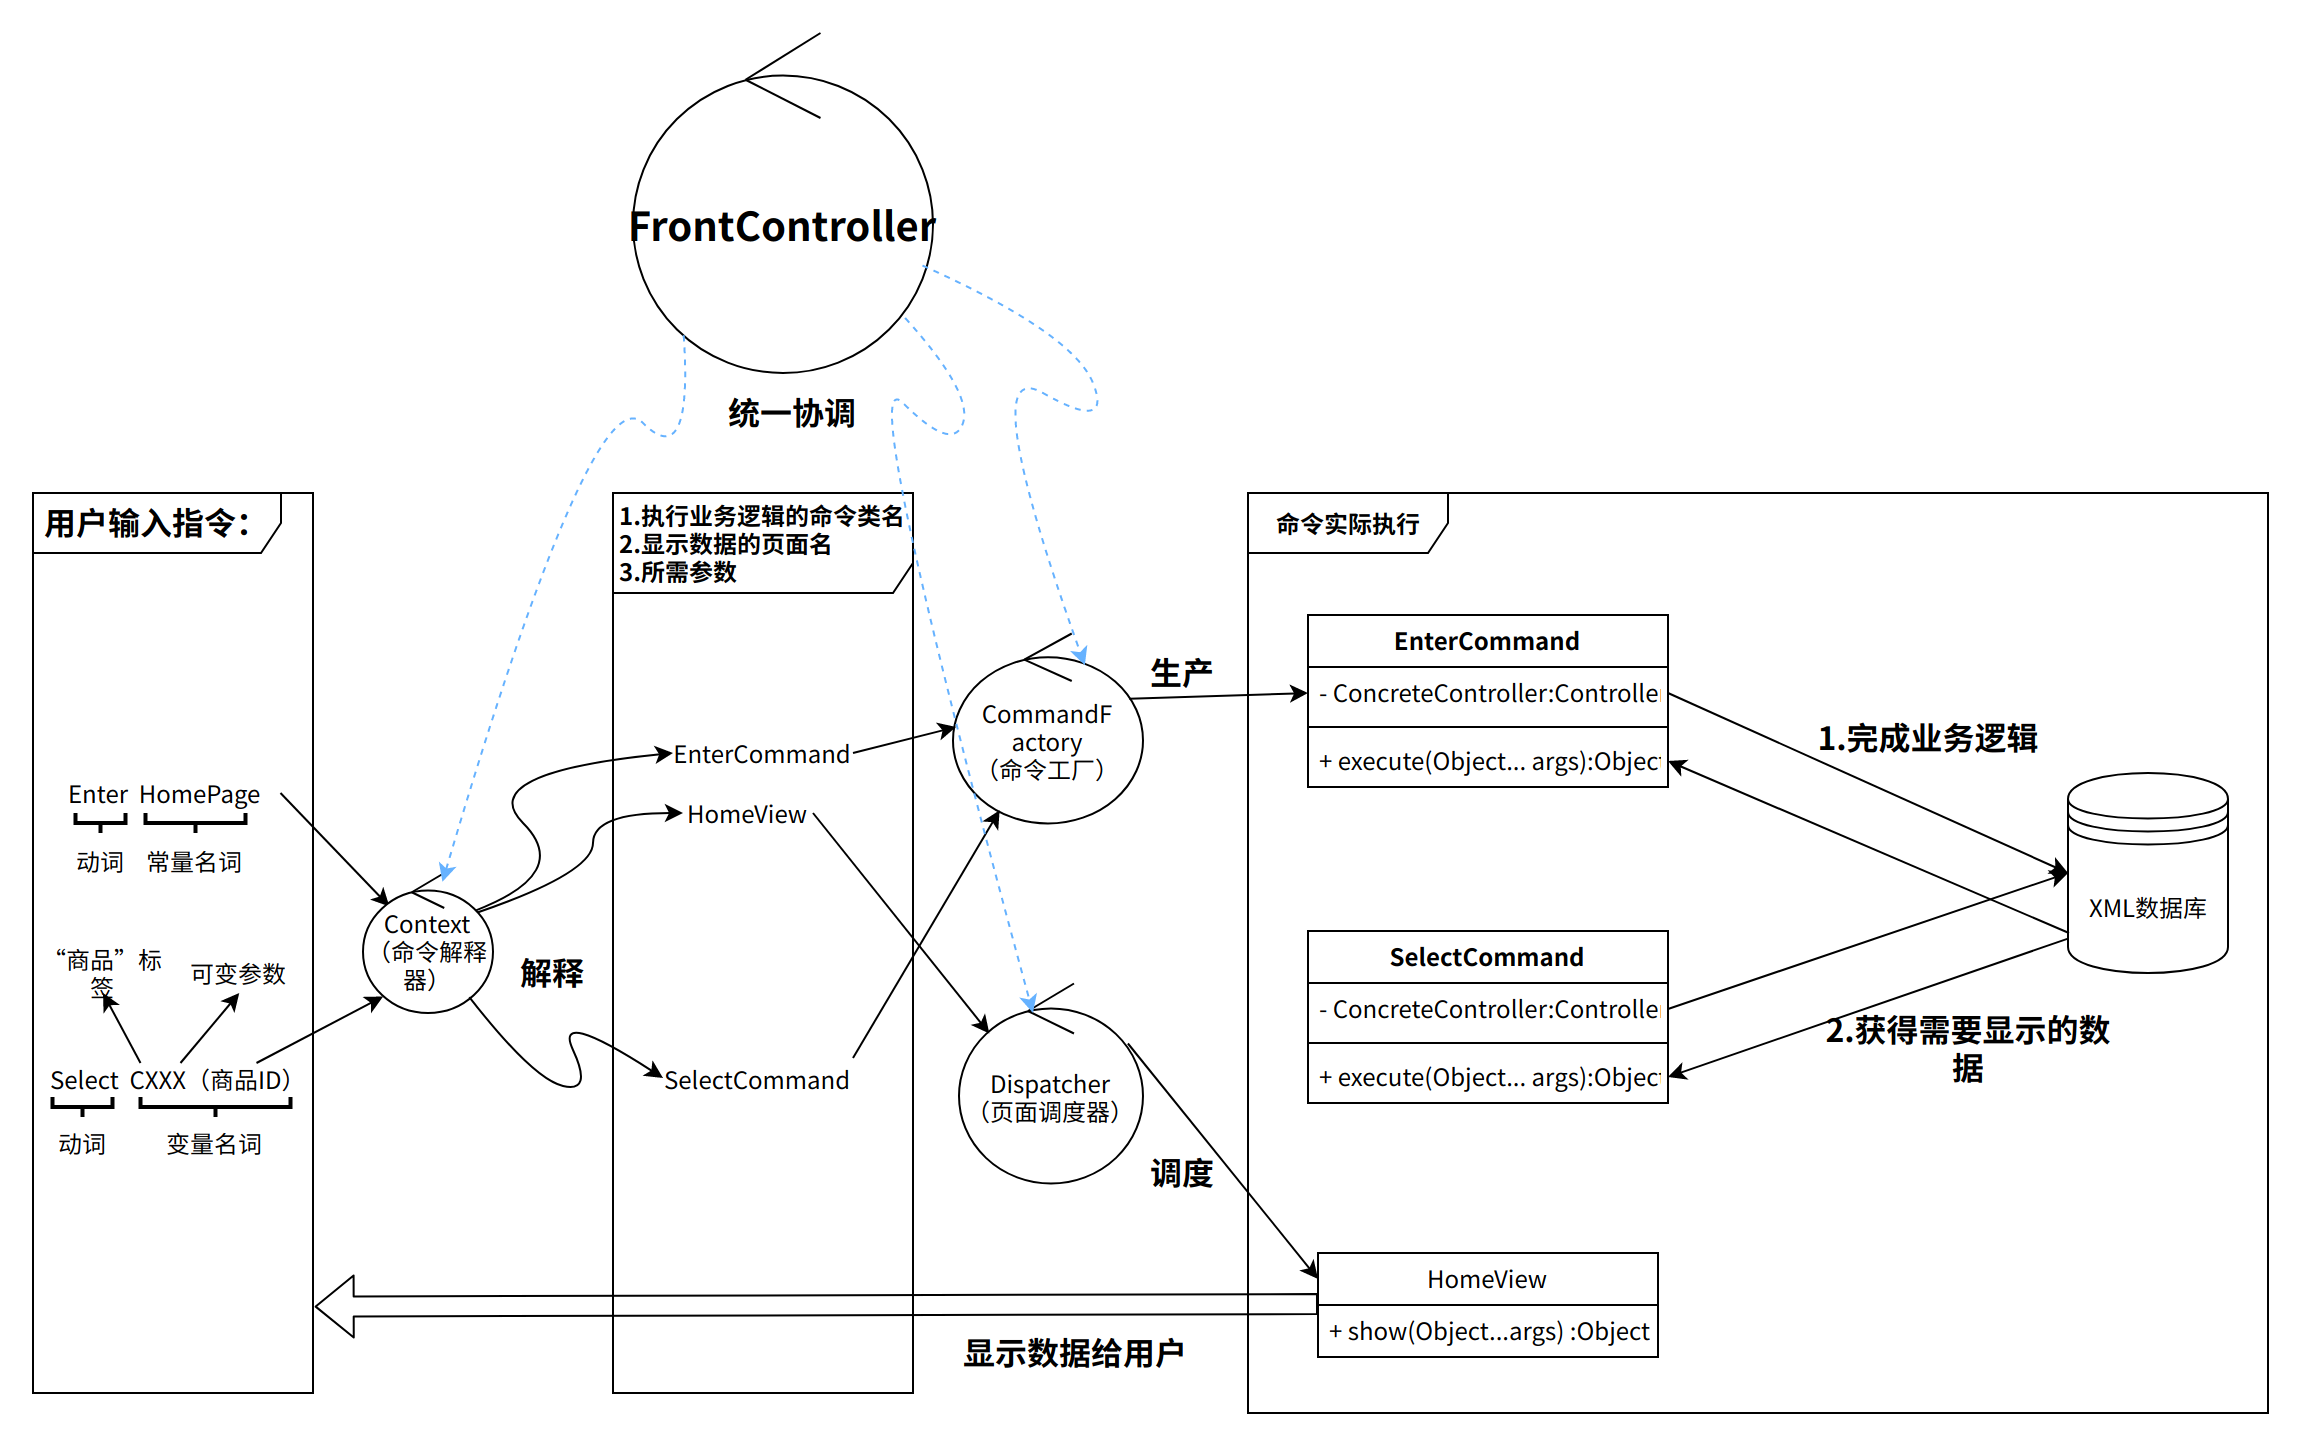 FrontController
统一协调
用户输入指令：
Enter HomePage
动词 常量名词
“商品”标
签
可变参数
Select CXXX（商品ID）
动词 变量名词
Context
（命令解释
器）
解释
1.执行业务逻辑的命令类名
2.显示数据的页面名
3.所需参数
EnterCommand
HomeView
SelectCommand
CommandF
actory
（命令工厂）
生产
Dispatcher
（页面调度器）
调度
命令实际执行
EnterCommand
- ConcreteController:Controller
+ execute(Object... args):Object
1.完成业务逻辑
XML数据库
SelectCommand
- ConcreteController:Controller
+ execute(Object... args):Object
2.获得需要显示的数
据
HomeView
+ show(Object...args) :Object
显示数据给用户